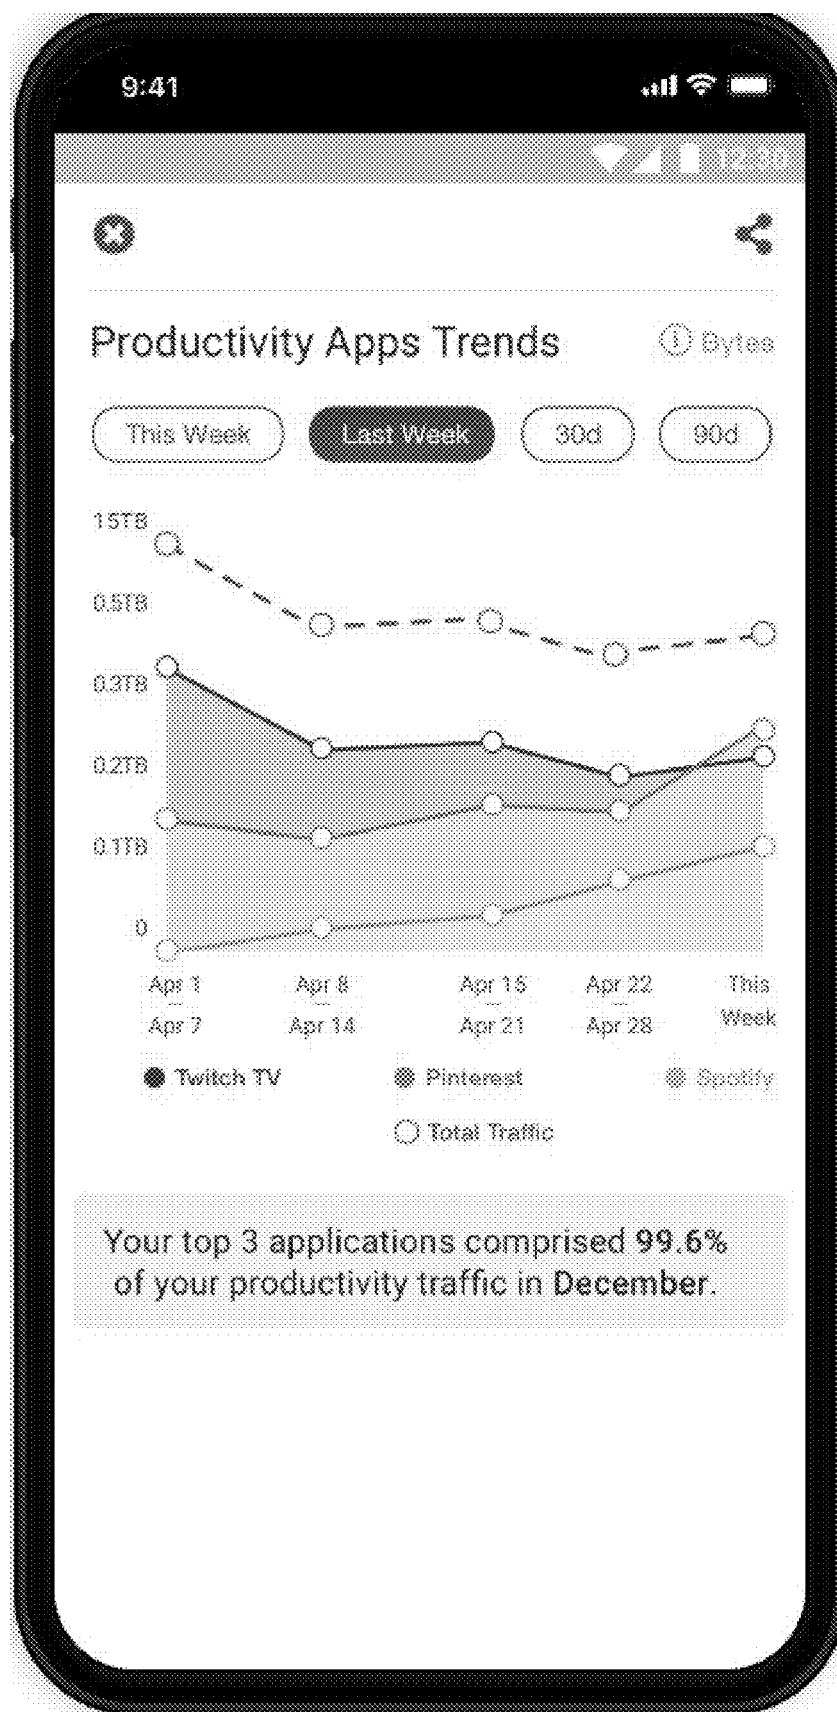 9:41
12:30
Productivity Apps Trends
Bytes
This Week Last Week 30d 90d
15TB
0.5TB
0.3TB
0.2TB
0.1TB
0
Apr 1 Apr 8 Apr 15 Apr 22 This
Apr 7 Apr 14 Apr 21 Apr 28 Week
Twitch TV Pinterest Spotify
Total Traffic
Your top 3 applications comprised 99.6%
of your productivity traffic in December.